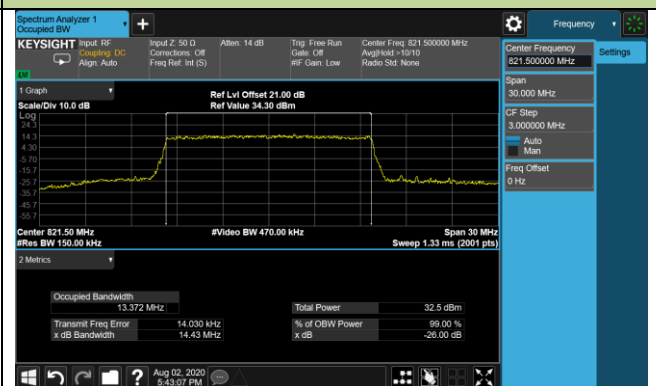 Spectrum Analyzer 1
Occupied BW
Frequency
KEYSIGHT
Input: RF
Coupling: DC
Align: Auto
Input Z: 50 Ω
Corrections: Off
Freq Ref: Int (S)
Atten: 14 dB
Trig: Free Run
Gate: Off
#IF Gain: Low
Center Freq: 821.500000 MHz
Avg|Hold:>10/10
Radio Std: None
Center Frequency
821.500000 MHz
Settings
Span
30.000 MHz
CF Step
3.000000 MHz
Auto
Man
Freq Offset
0 Hz
1 Graph
Scale/Div 10.0 dB
Ref Lvl Offset 21.00 dB
Ref Value 34.30 dBm
Log
24.3
14.3
4.30
-5.70
-15.7
-25.7
-35.7
-45.7
-55.7
Center 821.50 MHz
#Video BW 470.00 kHz
Span 30 MHz
#Res BW 150.00 kHz
Sweep 1.33 ms (2001 pts)
2 Metrics
Occupied Bandwidth
13.372 MHz
Total Power
32.5 dBm
Transmit Freq Error
14.030 kHz
% of OBW Power
99.00 %
x dB Bandwidth
14.43 MHz
x dB
-26.00 dB
Aug 02, 2020
5:43:07 PM